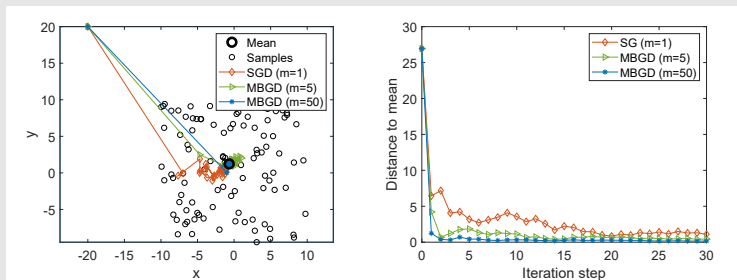 20
15
10
5
0
-5
y
-20
-15
-10
-5
0
5
10
x
Mean
Samples
SGD (m=1)
MBGD (m=5)
MBGD (m=50)
30
25
20
15
10
5
0
Distance to mean
0
5
10
15
20
25
30
Iteration step
SG (m=1)
MBGD (m=5)
MBGD (m=50)